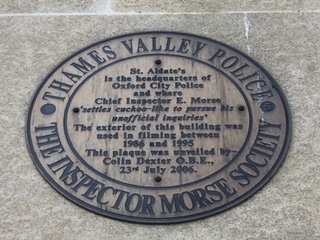 THAMES VALLEY POLICE
St. Aldate's
is the headquarters of
Oxford City Police
and where
Chief Inspector E. Morse
'settles cuckoo-like to pursue his
unofficial inquiries'
The exterior of this building was
used in filming between
1986 and 1995
This plaque was unveiled by
Colin Dexter O.B.E.,
23rd July 2006.
THE INSPECTOR MORSE SOCIETY